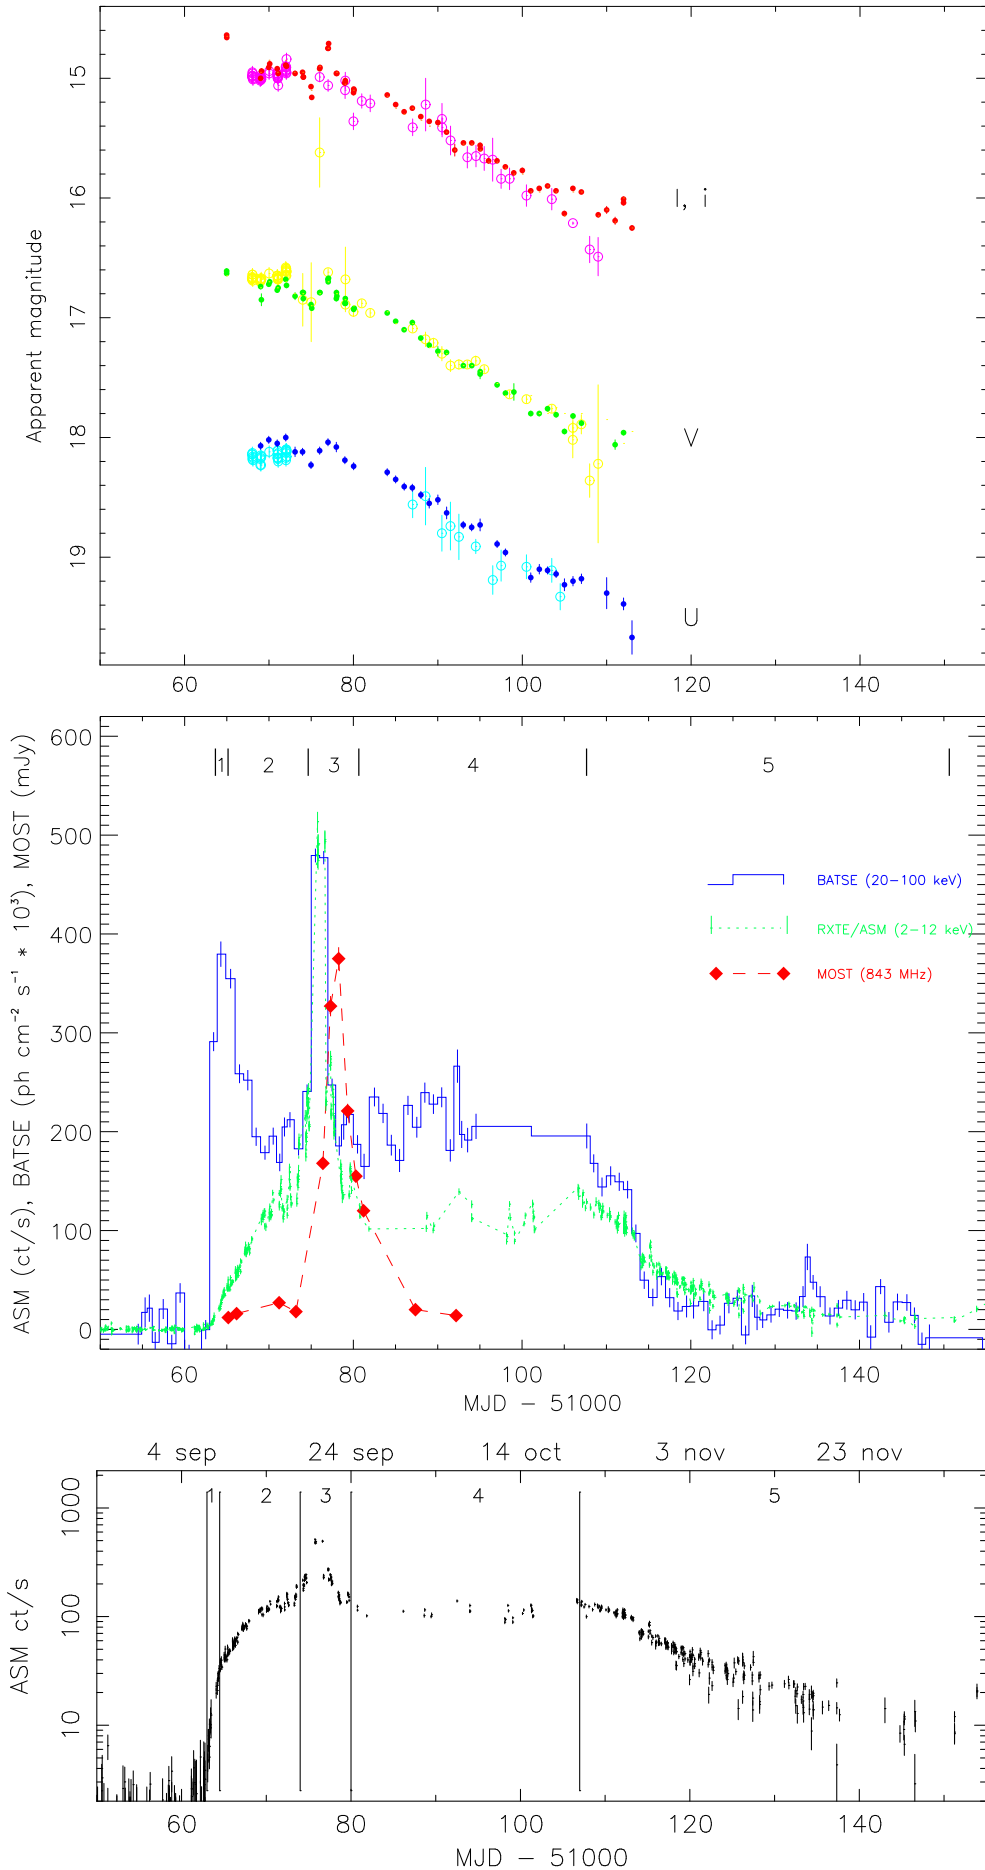 15
16
17
18
19
Apparent magnitude
I, i
V
U
60 80 100 120 140
ASM (ct/s), BATSE (ph cm⁻² s⁻¹ * 10³), MOST (mJy)
600
500
400
300
200
100
0
1 2 3 4 5
BATSE (20-100 keV)
RXTE/ASM (2-12 keV)
MOST (843 MHz)
60 80 100 120 140
MJD - 51000
4 sep 24 sep 14 oct 3 nov 23 nov
ASM ct/s
1000
100
10
1 2 3 4 5
60 80 100 120 140
MJD - 51000